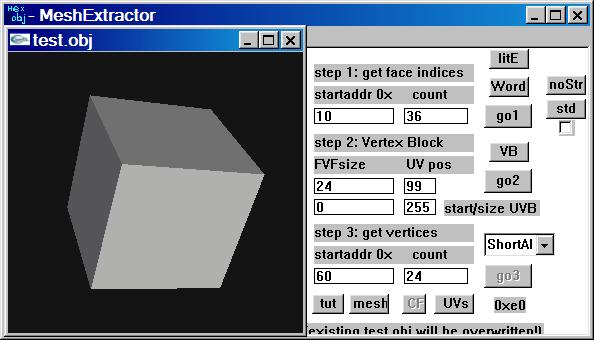 Hex
obj - MeshExtractor
test.obj
litE
step 1: get face indices
Word
noStr
startaddr 0x count
std
10 36
go1
step 2: Vertex Block
VB
FVFsize UV pos
24 99
go2
0 255 start/size UVB
step 3: get vertices
ShortAl
startaddr 0x count
60 24
go3
tut mesh CF UVs 0xe0
existing test.obj will be overwritten!)